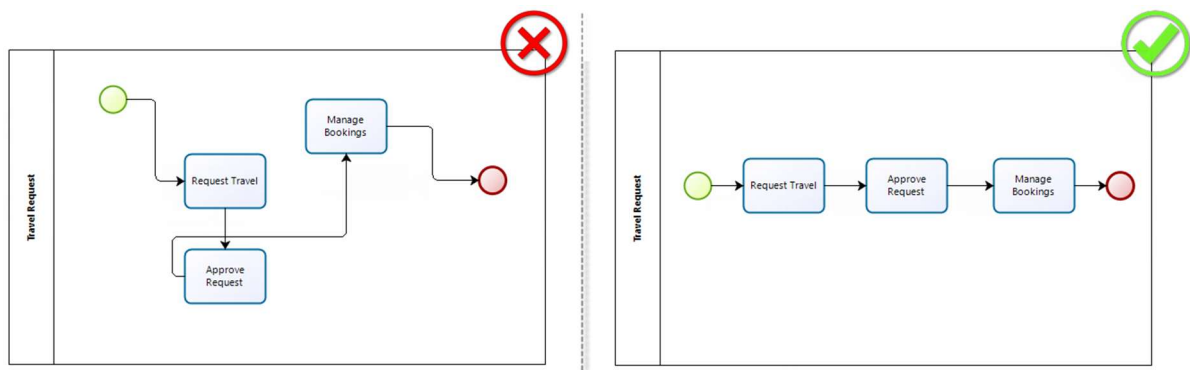 Travel Request
Request Travel
Approve
Request
Manage
Bookings
Travel Request
Request Travel
Approve
Request
Manage
Bookings